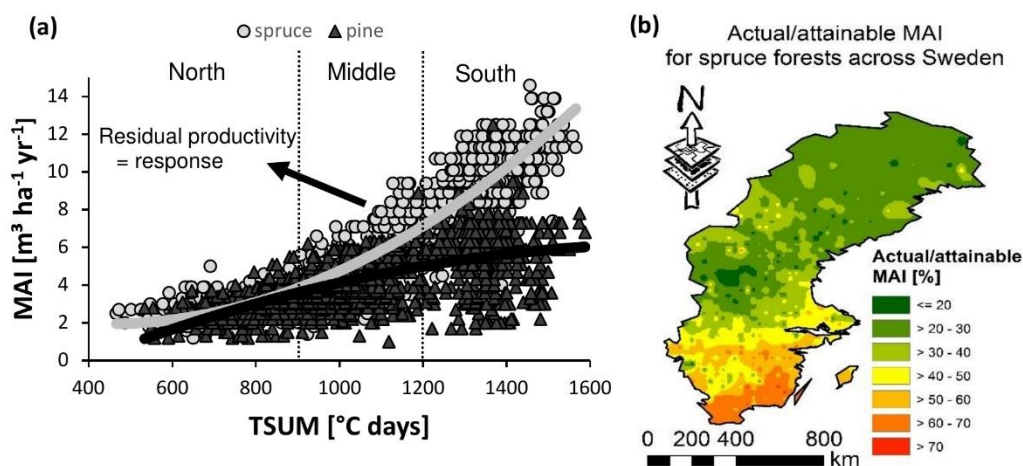 (a)
spruce pine
North Middle South
14
12
10
8
6
4
2
0
Residual productivity
= response
MAI [m³ ha⁻¹ yr⁻¹]
400 600 800 1000 1200 1400 1600
TSUM [°C days]
(b)
Actual/attainable MAI
for spruce forests across Sweden
N
Actual/attainable
MAI [%]
<= 20
> 20 - 30
> 30 - 40
> 40 - 50
> 50 - 60
> 60 - 70
> 70
0 200 400 800
km